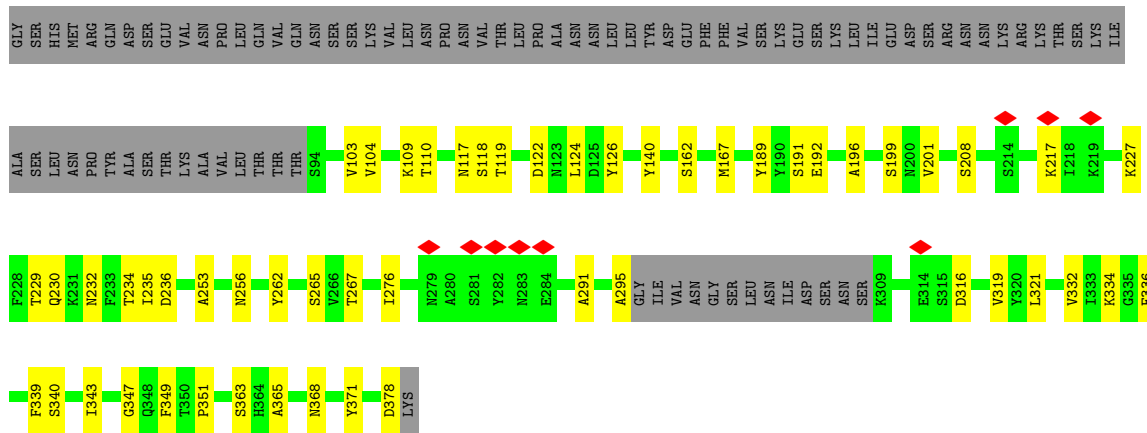 GLY SER HIS MET ARG GLN ASP SER GLU VAL ASN PRO LEU GLN VAL GLN ASN SER SER LYS VAL LEU ASN PRO ASN VAL THR LEU PRO ALA ASN ASN LEU LEU TYR ASP GLU PHE PHE VAL SER LYS GLU SER LYS LEU ILE GLU ASP SER ARG ASN ASN LYS ARG LYS THR SER LYS ILE
ALA SER LEU ASN PRO TYR ALA SER THR LYS ALA VAL LEU THR THR THR S94 V103 V104 K109 T110 N117 S118 T119 D122 N123 L124 D125 Y126 Y140 S162 M167 Y189 Y190 S191 E192 A196 S199 N200 V201 S208 S214 K217 I218 K219 K227
F228 T229 Q230 K231 N232 F233 T234 I235 D236 A253 N256 Y262 S265 V266 T267 I276 N279 A280 S281 Y282 N283 E284 A291 A295 GLY ILE VAL ASN GLY SER LEU ASN ILE ASP SER ASN SER K309 E314 S315 D316 V319 Y320 L321 V332 I333 K334 G335
F339 S340 I343 G347 Q348 F349 T350 P351 S363 H364 A365 N368 Y371 D378 LYS